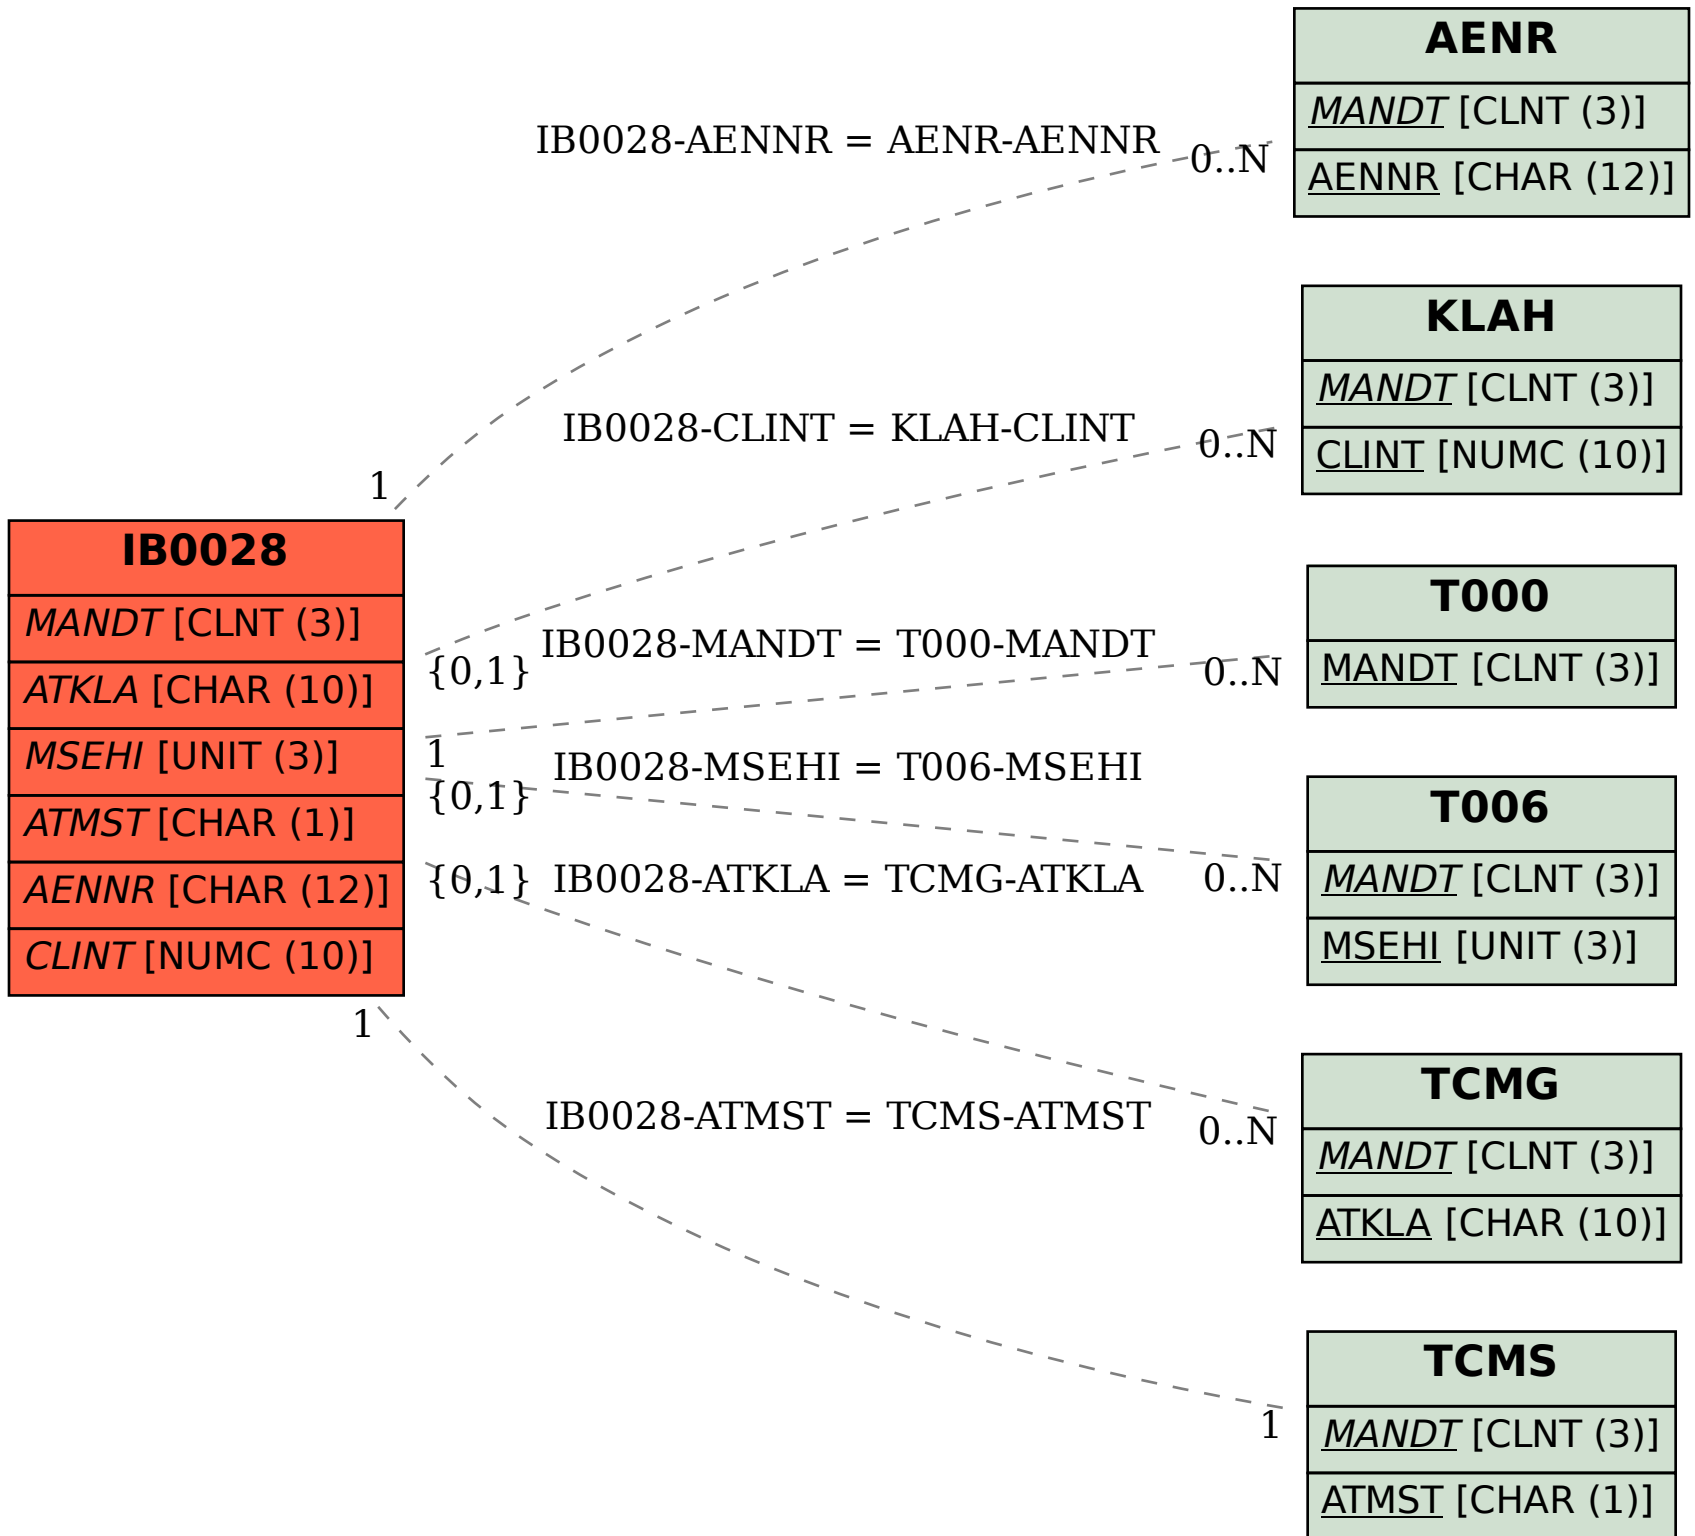 AENR
MANDT [CLNT (3)]
AENNR [CHAR (12)]
IB0028-AENNR = AENR-AENNR
0..N
1
KLAH
MANDT [CLNT (3)]
CLINT [NUMC (10)]
IB0028-CLINT = KLAH-CLINT
0..N
{0,1}
IB0028
MANDT [CLNT (3)]
ATKLA [CHAR (10)]
MSEHI [UNIT (3)]
ATMST [CHAR (1)]
AENNR [CHAR (12)]
CLINT [NUMC (10)]
T000
MANDT [CLNT (3)]
IB0028-MANDT = T000-MANDT
0..N
1
T006
MANDT [CLNT (3)]
MSEHI [UNIT (3)]
IB0028-MSEHI = T006-MSEHI
0..N
{0,1}
TCMG
MANDT [CLNT (3)]
ATKLA [CHAR (10)]
IB0028-ATKLA = TCMG-ATKLA
0..N
{0,1}
TCMS
MANDT [CLNT (3)]
ATMST [CHAR (1)]
IB0028-ATMST = TCMS-ATMST
1
1